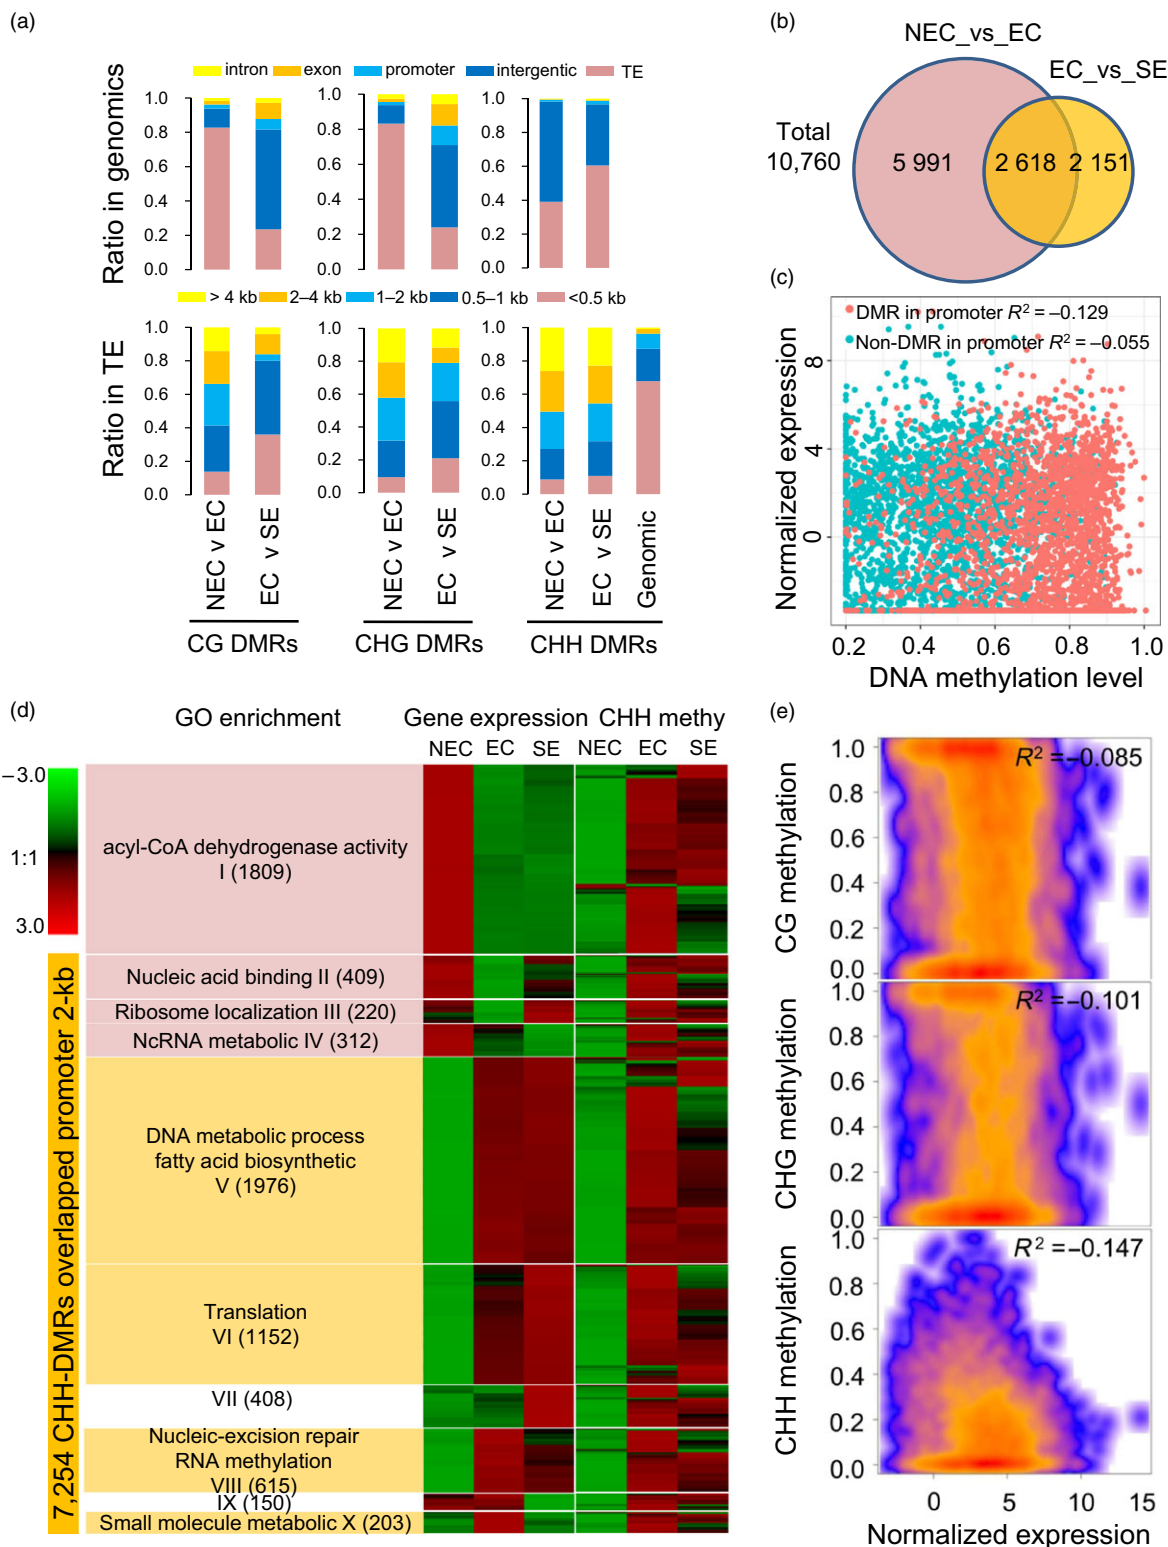 (a)
intron exon promoter intergentic TE
Ratio in genomics
1.0 1.0 1.0
0.8 0.8 0.8
0.6 0.6 0.6
0.4 0.4 0.4
0.2 0.2 0.2
0.0 0.0 0.0
> 4 kb 2–4 kb 1–2 kb 0.5–1 kb <0.5 kb
Ratio in TE
1.0 1.0 1.0
0.8 0.8 0.8
0.6 0.6 0.6
0.4 0.4 0.4
0.2 0.2 0.2
0.0 0.0 0.0
NEC v EC
EC v SE
NEC v EC
EC v SE
NEC v EC
EC v SE
Genomic
CG DMRs
CHG DMRs
CHH DMRs
(b)
NEC_vs_EC
EC_vs_SE
Total
10,760
5 991
2 618
2 151
(c)
DMR in promoter R² = –0.129
Non-DMR in promoter R² = –0.055
Normalized expression
8
4
0
0.2 0.4 0.6 0.8 1.0
DNA methylation level
(d)
GO enrichment
Gene expression
CHH methy
NEC EC SE NEC EC SE
–3.0
1:1
3.0
7,254 CHH-DMRs overlapped promoter 2-kb
acyl-CoA dehydrogenase activity
I (1809)
Nucleic acid binding II (409)
Ribosome localization III (220)
NcRNA metabolic IV (312)
DNA metabolic process
fatty acid biosynthetic
V (1976)
Translation
VI (1152)
VII (408)
Nucleic-excision repair
RNA methylation
VIII (615)
IX (150)
Small molecule metabolic X (203)
(e)
CG methylation
1.0
0.8
0.6
0.4
0.2
0.0
R² =–0.085
CHG methylation
1.0
0.8
0.6
0.4
0.2
0.0
R² =–0.101
CHH methylation
1.0
0.8
0.6
0.4
0.2
0.0
R² =–0.147
0 5 10 15
Normalized expression